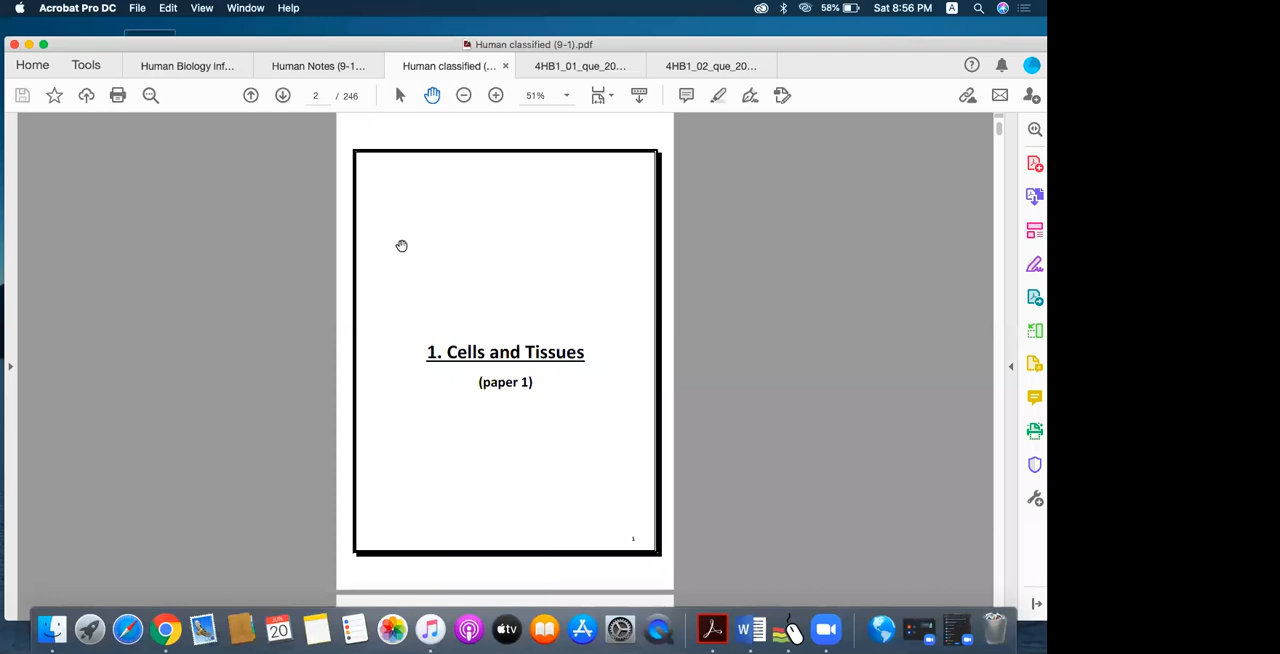 Acrobat Pro DC File Edit View Window Help 58% Sat 8:56 PM A
Human classified (9-1).pdf
Home Tools Human Biology inf... Human Notes (9-1... Human classified (... × 4HB1_01_que_20... 4HB1_02_que_20...
2 / 246 51%
1. Cells and Tissues
(paper 1)
1
JUN
20
tv
W